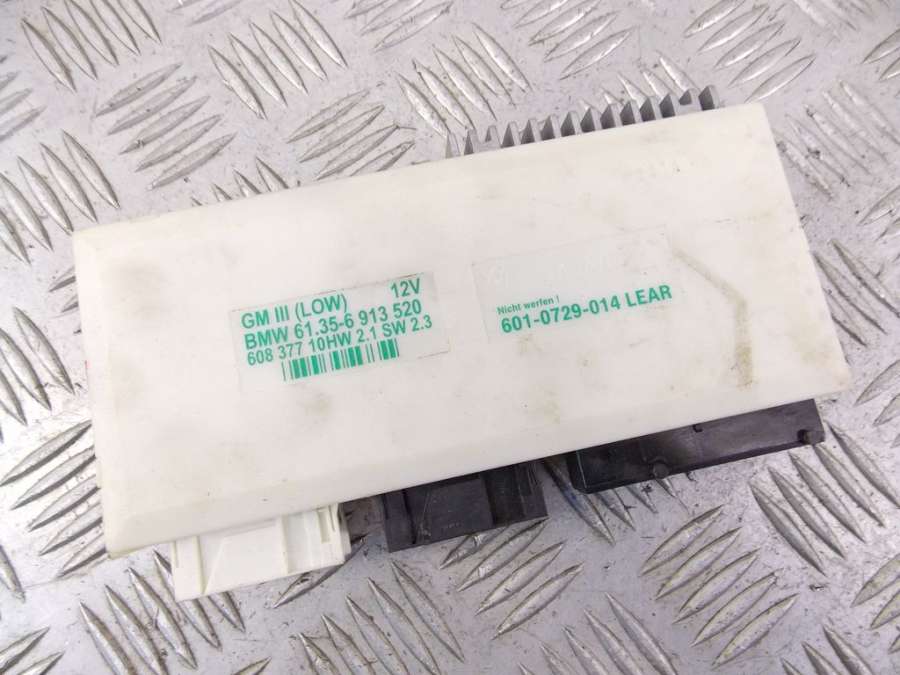 GM III (LOW) 12V
BMW 61.35-6 913 520
608 377 10HW 2.1 SW 2.3
Nicht werfen !
601-0729-014 LEAR